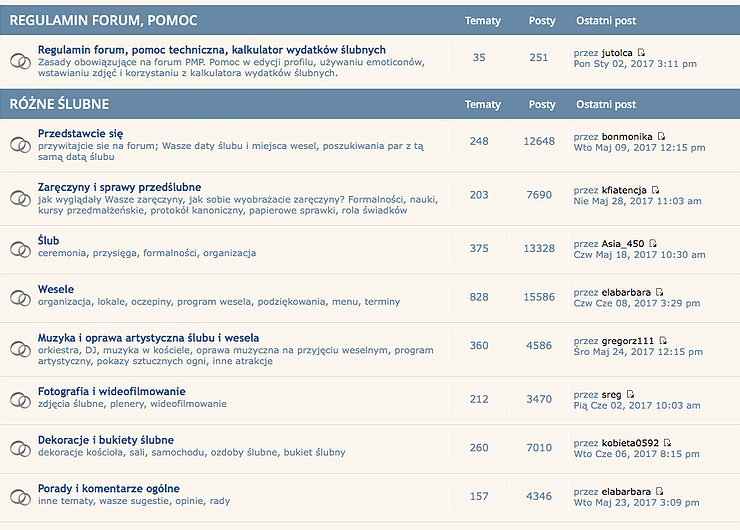 REGULAMIN FORUM, POMOC Tematy Posty Ostatni post
Regulamin forum, pomoc techniczna, kalkulator wydatków ślubnych
Zasady obowiązujące na forum PMP. Pomoc w edycji profilu, używaniu emoticonów,
wstawianiu zdjęć i korzystaniu z kalkulatora wydatków ślubnych.
35 251 przez jutolca
Pon Sty 02, 2017 3:11 pm
RÓŻNE ŚLUBNE Tematy Posty Ostatni post
Przedstawcie się
przywitajcie sie na forum; Wasze daty ślubu i miejsca wesel, poszukiwania par z tą
samą datą ślubu
248 12648 przez bonmonika
Wto Maj 09, 2017 12:15 pm
Zaręczyny i sprawy przedślubne
jak wyglądały Wasze zaręczyny, jak sobie wyobrażacie zaręczyny? Formalności, nauki,
kursy przedmałżeńskie, protokół kanoniczny, papierowe sprawki, rola świadków
203 7690 przez kfiatencja
Nie Maj 28, 2017 11:03 am
Ślub
ceremonia, przysięga, formalności, organizacja
375 13328 przez Asia_450
Czw Maj 18, 2017 10:30 am
Wesele
organizacja, lokale, oczepiny, program wesela, podziękowania, menu, terminy
828 15586 przez elabarbara
Czw Cze 08, 2017 3:29 pm
Muzyka i oprawa artystyczna ślubu i wesela
orkiestra, DJ, muzyka w kościele, oprawa muzyczna na przyjęciu weselnym, program
artystyczny, pokazy sztucznych ogni, inne atrakcje
360 4586 przez gregorz111
Śro Maj 24, 2017 12:15 pm
Fotografia i wideofilmowanie
zdjęcia ślubne, plenery, wideofilmowanie
212 3470 przez sreg
Pią Cze 02, 2017 10:03 am
Dekoracje i bukiety ślubne
dekoracje kościoła, sali, samochodu, ozdoby ślubne, bukiet ślubny
260 7010 przez kobieta0592
Wto Cze 06, 2017 8:15 pm
Porady i komentarze ogólne
inne tematy, wasze sugestie, opinie, rady
157 4346 przez elabarbara
Wto Maj 23, 2017 3:09 pm